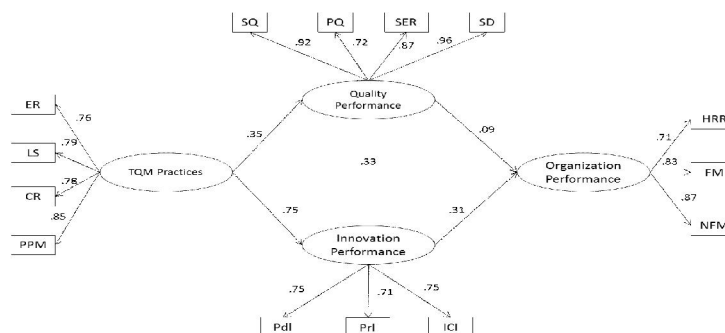 SQ PQ SER SD
.92 .72 .87 .96
ER
.76
LS
.79
CR
.78
PPM
.85
TQM Practices
.35
.75
Quality
Performance
.33
Innovation
Performance
.09
.31
Organization
Performance
HRR
.71
FM
.83
NFM
.87
.75 .71 .75
PdI PrI ICI